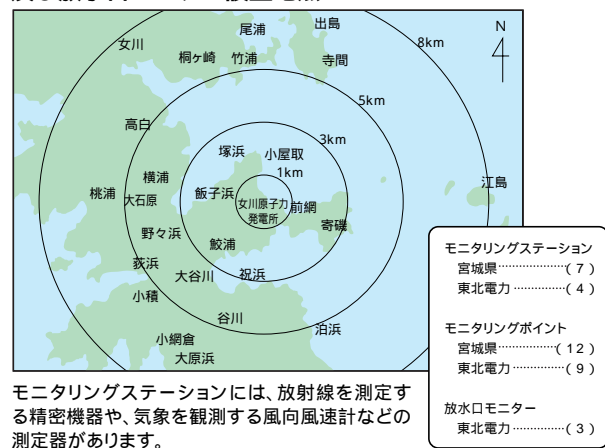 女川
尾浦
出島
8km
N
桐ヶ崎
竹浦
寺間
5km
高白
3km
塚浜
小屋取
1km
横浦
桃浦
大石原
飯子浜
女川原子力
発電所
前網
江島
寄磯
野々浜
鮫浦
荻浜
大谷川
祝浜
小積
谷川
泊浜
小網倉
大原浜
モニタリングステーション
宮城県………………(7)
東北電力……………(4)
モニタリングポイント
宮城県………………(12)
東北電力……………(9)
放水口モニター
東北電力……………(3)
モニタリングステーションには、放射線を測定す
る精密機器や、気象を観測する風向風速計などの
測定器があります。